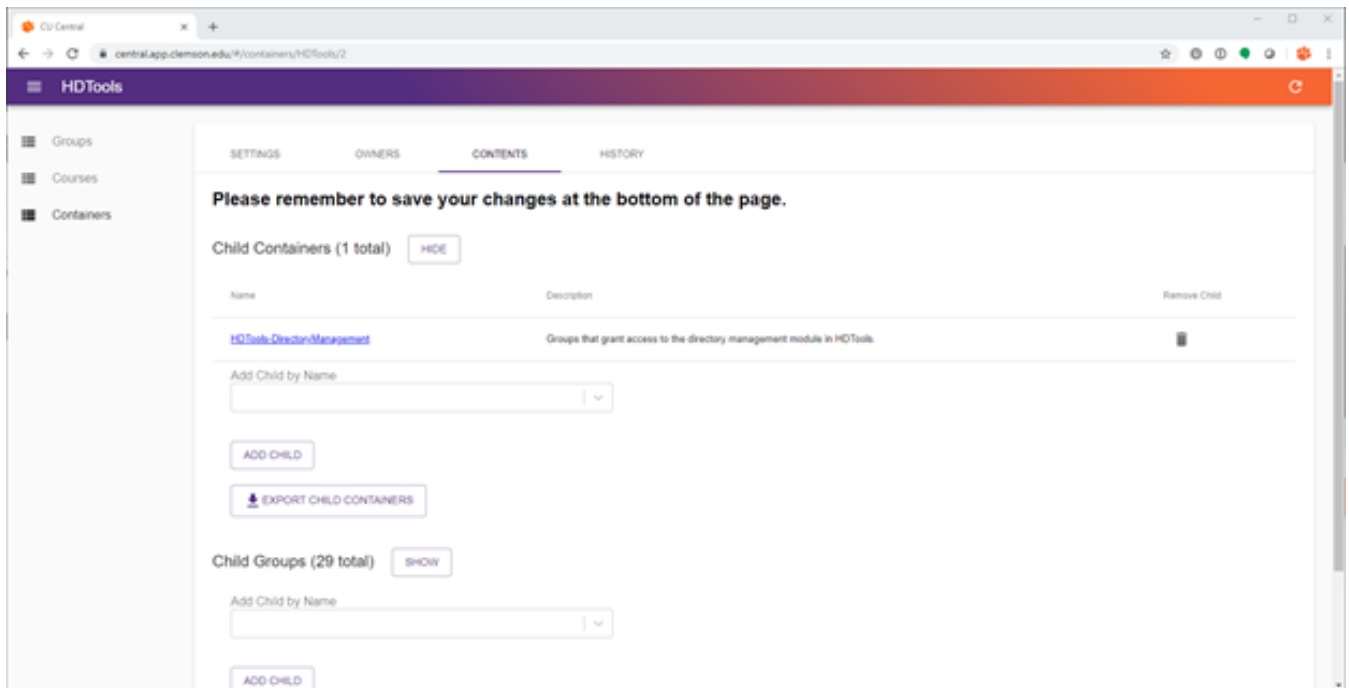 CU Central
central.app.clemson.edu/#/containers/HDTools/2
HDTools
Groups
Courses
Containers
SETTINGS OWNERS CONTENTS HISTORY
Please remember to save your changes at the bottom of the page.
Child Containers (1 total) HIDE
Name Description Remove Child
HDTools-DirectoryManagement Groups that grant access to the directory management module in HDTools.
Add Child by Name
ADD CHILD
EXPORT CHILD CONTAINERS
Child Groups (29 total) SHOW
Add Child by Name
ADD CHILD